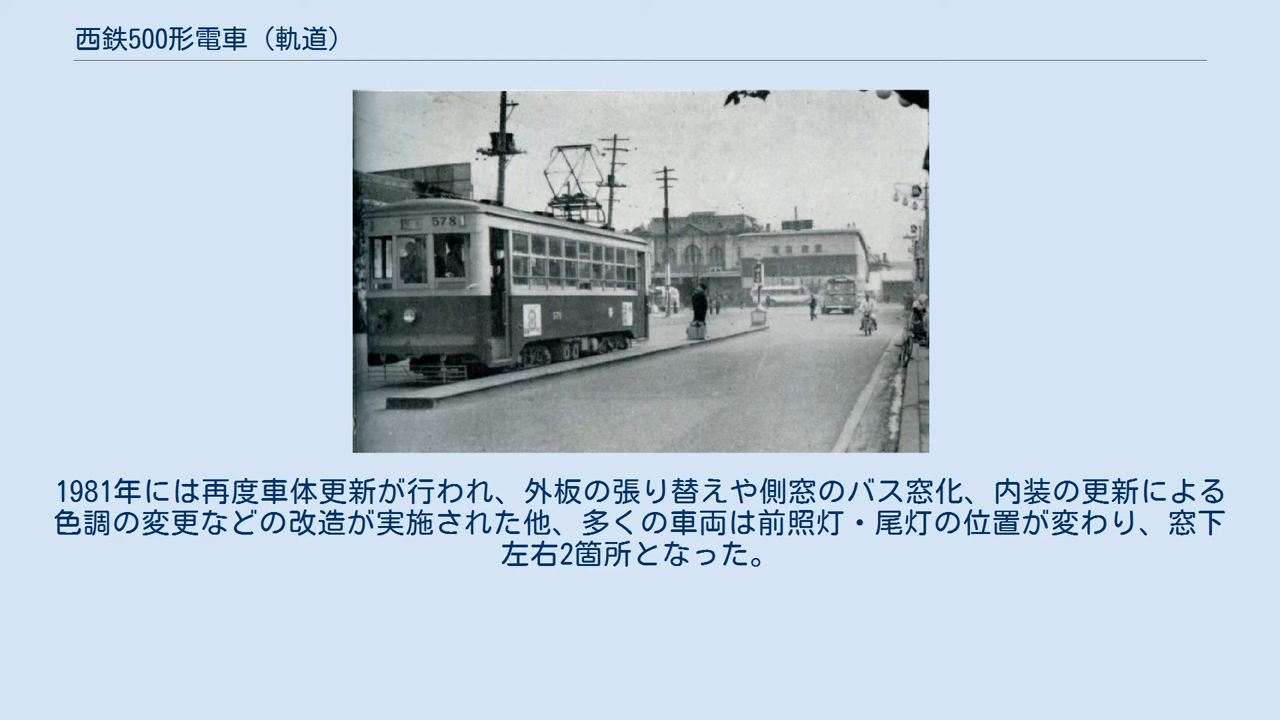 西鉄500形電車（軌道）
578
1981年には再度車体更新が行われ、外板の張り替えや側窓のバス窓化、内装の更新による
色調の変更などの改造が実施された他、多くの車両は前照灯・尾灯の位置が変わり、窓下
左右2箇所となった。